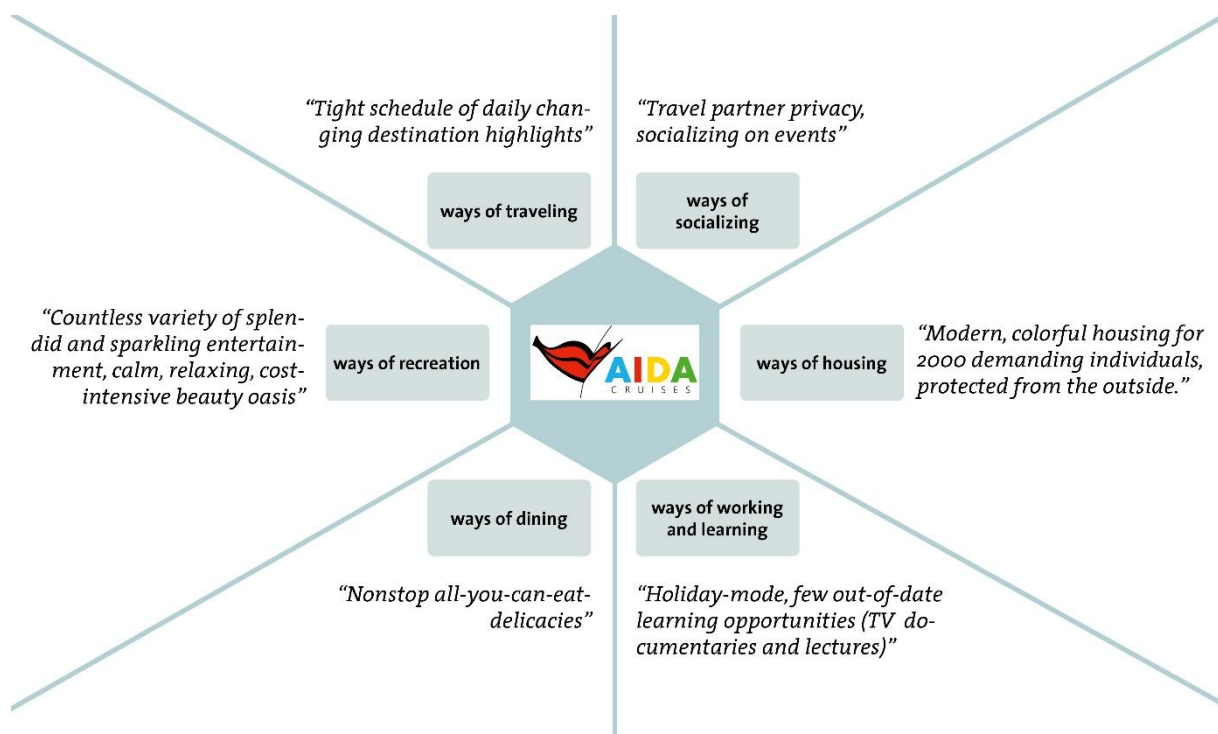 “Tight schedule of daily chan-
ging destination highlights”
“Travel partner privacy,
socializing on events”
ways of traveling
ways of
socializing
“Countless variety of splen-
did and sparkling entertain-
ment, calm, relaxing, cost-
intensive beauty oasis”
ways of recreation
AIDA
CRUISES
ways of housing
“Modern, colorful housing for
2000 demanding individuals,
protected from the outside.”
ways of dining
ways of working
and learning
“Nonstop all-you-can-eat-
delicacies”
“Holiday-mode, few out-of-date
learning opportunities (TV do-
cumentaries and lectures)”